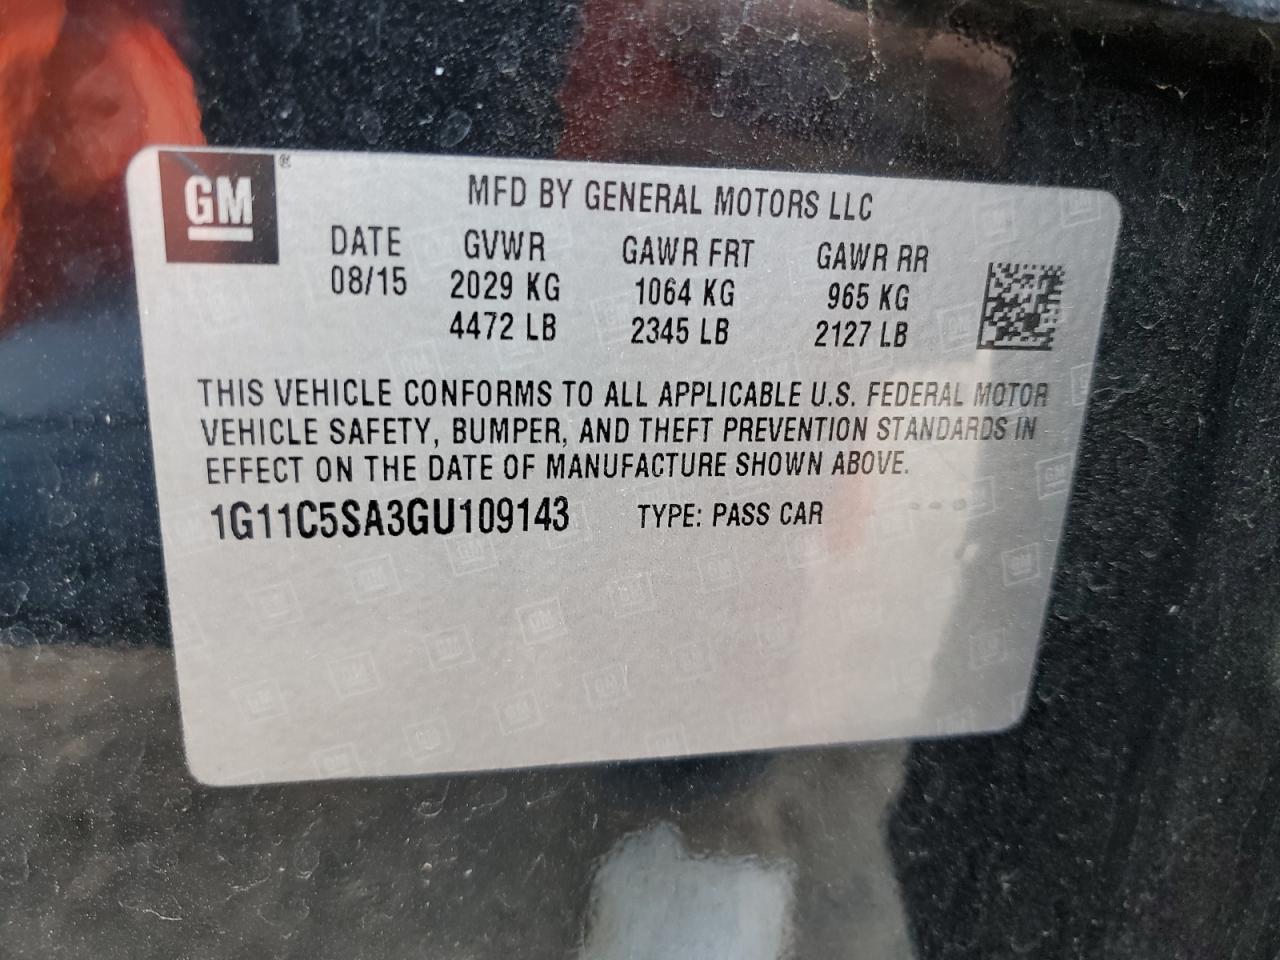 GM ®
MFD BY GENERAL MOTORS LLC
DATE GVWR GAWR FRT GAWR RR
08/15 2029 KG 1064 KG 965 KG
4472 LB 2345 LB 2127 LB
THIS VEHICLE CONFORMS TO ALL APPLICABLE U.S. FEDERAL MOTOR
VEHICLE SAFETY, BUMPER, AND THEFT PREVENTION STANDARDS IN
EFFECT ON THE DATE OF MANUFACTURE SHOWN ABOVE.
1G11C5SA3GU109143 TYPE: PASS CAR